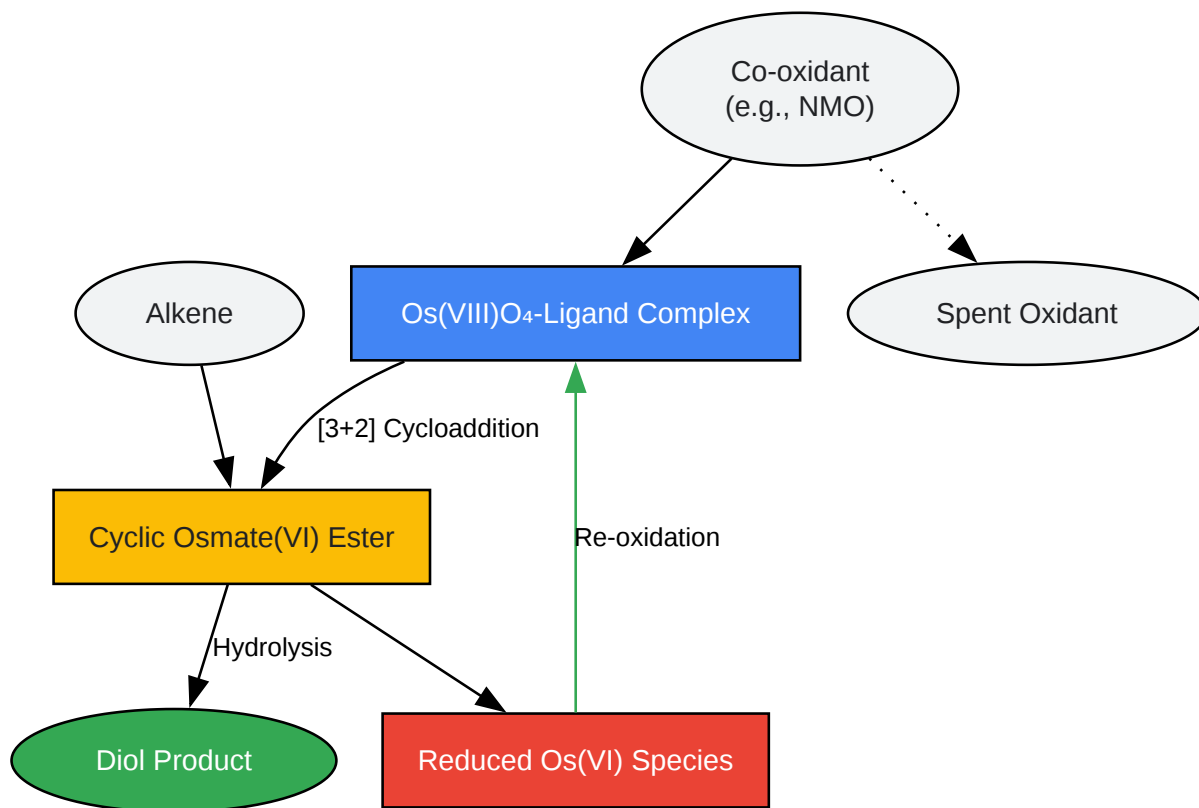 Co-oxidant
(e.g., NMO)
Alkene
Os(VIII)O₄-Ligand Complex
Spent Oxidant
[3+2] Cycloaddition
Cyclic Osmate(VI) Ester
Re-oxidation
Hydrolysis
Diol Product
Reduced Os(VI) Species